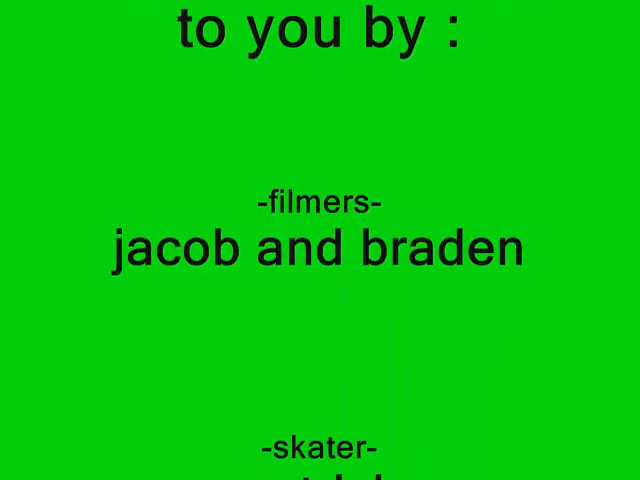 to you by :
-filmers-
jacob and braden
-skater-